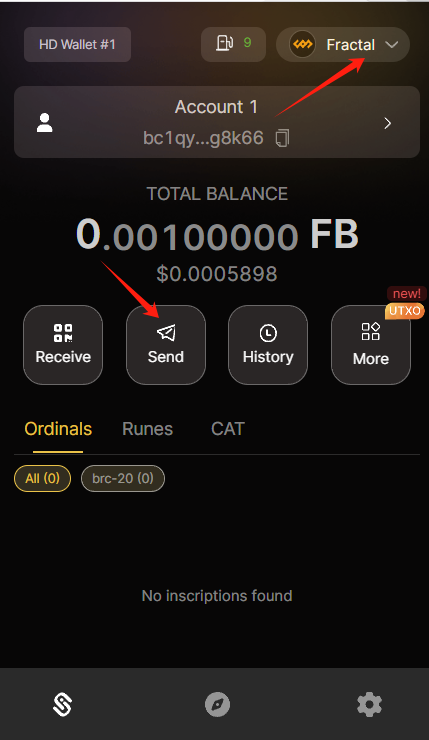 HD Wallet #1
9
Fractal
Account 1
bc1qy...g8k66
TOTAL BALANCE
0.00100000 FB
$0.0005898
new!
UTXO
Receive
Send
History
More
Ordinals
Runes
CAT
All (0)
brc-20 (0)
No inscriptions found